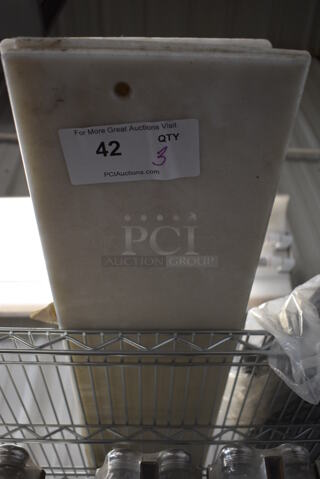 For More Great Auctions Visit
42 QTY
3
PCIAuctions.com
PCI
AUCTION GROUP